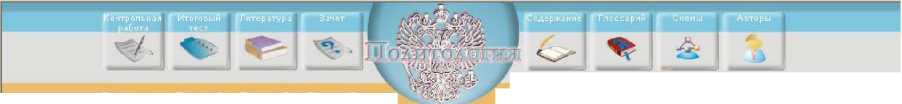 Контрольная
работа
Итоговый
тест
Литература
Зачет
Политология
Содержание
Глоссарий
Схемы
Авторы